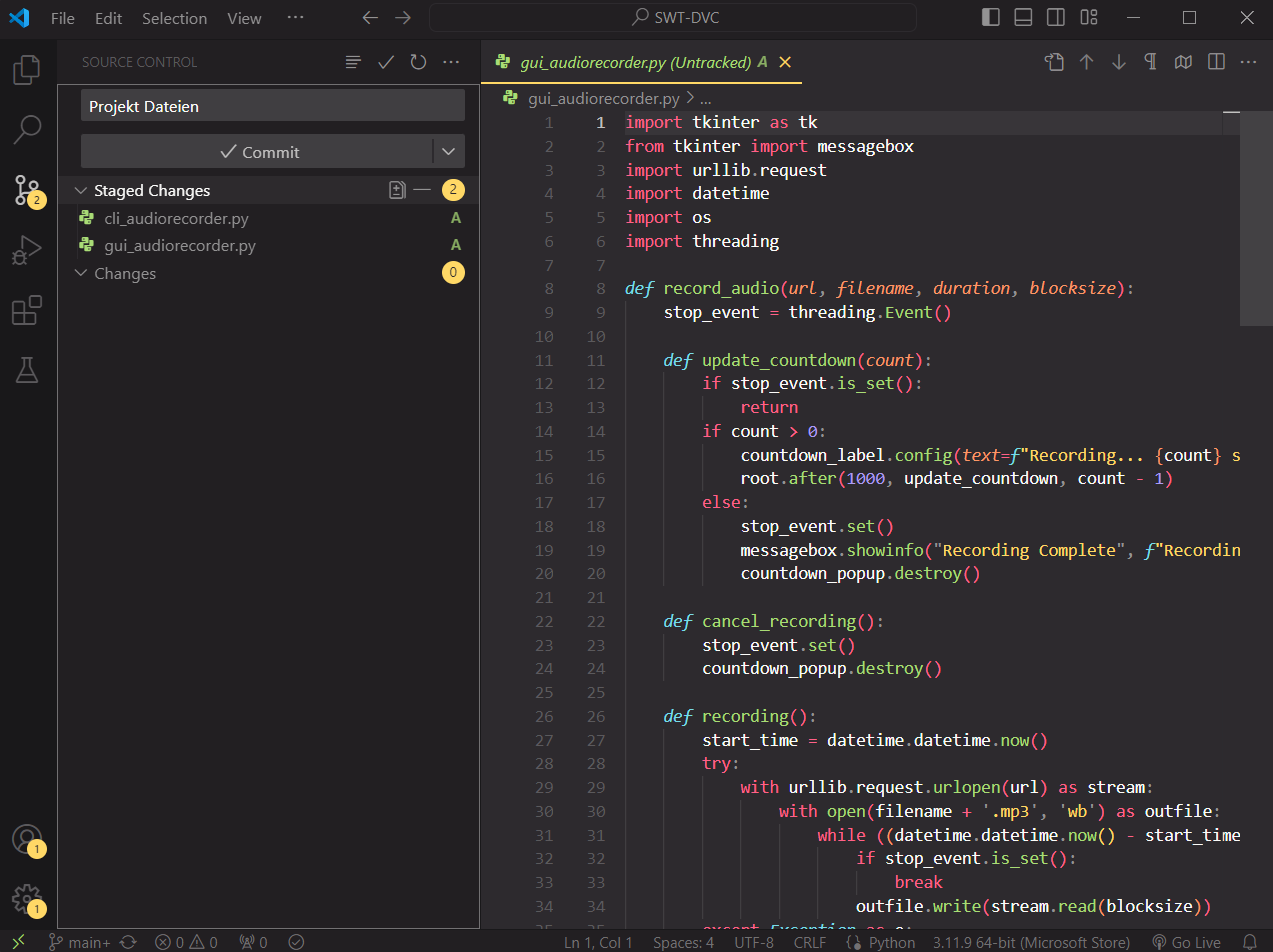 File Edit Selection View ··· SWT-DVC
SOURCE CONTROL
Projekt Dateien
Commit
Staged Changes 2
cli_audiorecorder.py A
gui_audiorecorder.py A
Changes 0
2
1
1
gui_audiorecorder.py (Untracked) A
gui_audiorecorder.py > ...
1 1 import tkinter as tk
2 2 from tkinter import messagebox
3 3 import urllib.request
4 4 import datetime
5 5 import os
6 6 import threading
7 7
8 8 def record_audio(url, filename, duration, blocksize):
9 9 stop_event = threading.Event()
10 10
11 11 def update_countdown(count):
12 12 if stop_event.is_set():
13 13 return
14 14 if count > 0:
15 15 countdown_label.config(text=f"Recording... {count} s
16 16 root.after(1000, update_countdown, count - 1)
17 17 else:
18 18 stop_event.set()
19 19 messagebox.showinfo("Recording Complete", f"Recordin
20 20 countdown_popup.destroy()
21 21
22 22 def cancel_recording():
23 23 stop_event.set()
24 24 countdown_popup.destroy()
25 25
26 26 def recording():
27 27 start_time = datetime.datetime.now()
28 28 try:
29 29 with urllib.request.urlopen(url) as stream:
30 30 with open(filename + '.mp3', 'wb') as outfile:
31 31 while ((datetime.datetime.now() - start_time
32 32 if stop_event.is_set():
33 33 break
34 34 outfile.write(stream.read(blocksize))
35 35 except Exception as e:
main+ 0 0 0 Ln 1, Col 1 Spaces: 4 UTF-8 CRLF Python 3.11.9 64-bit (Microsoft Store) Go Live